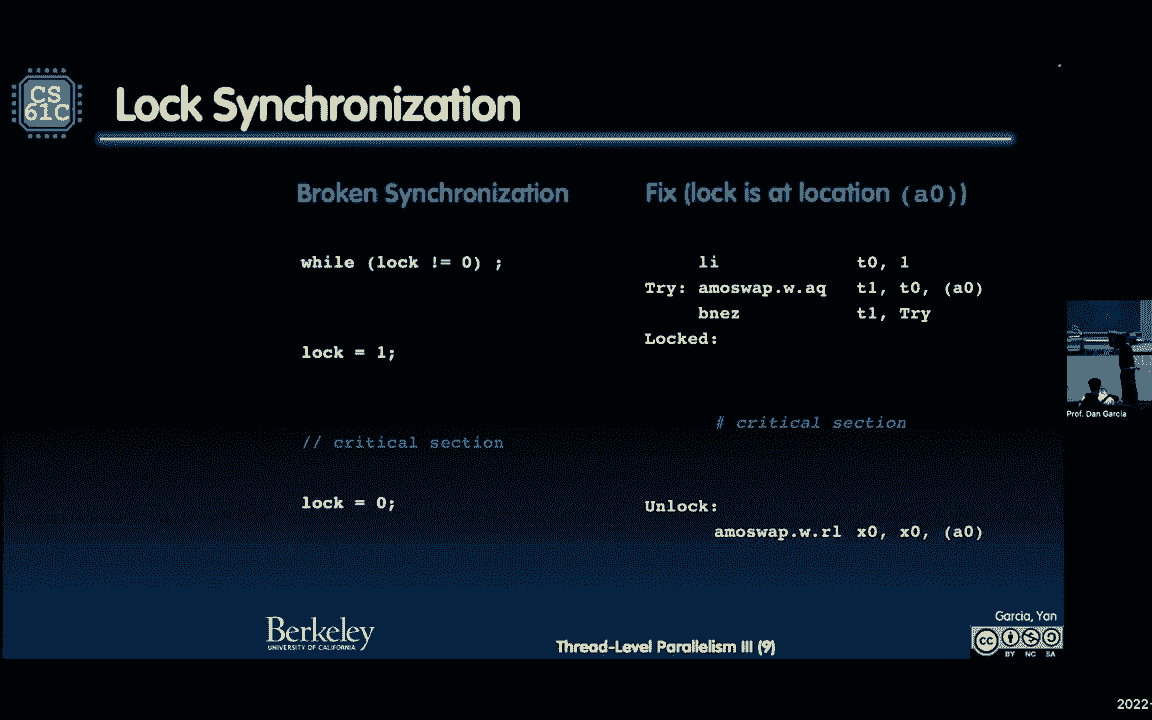 CS
61C
Lock Synchronization
Broken Synchronization
while (lock != 0) ;
lock = 1;
// critical section
lock = 0;
Fix (lock is at location (a0))
li t0, 1
Try: amoswap.w.aq t1, t0, (a0)
bnez t1, Try
Locked:
# critical section
Unlock:
amoswap.w.rl x0, x0, (a0)
Prof. Dan Garcia
Berkeley
UNIVERSITY OF CALIFORNIA
Thread-Level Parallelism III (9)
Garcia, Yan
cc
BY NC SA
2022-